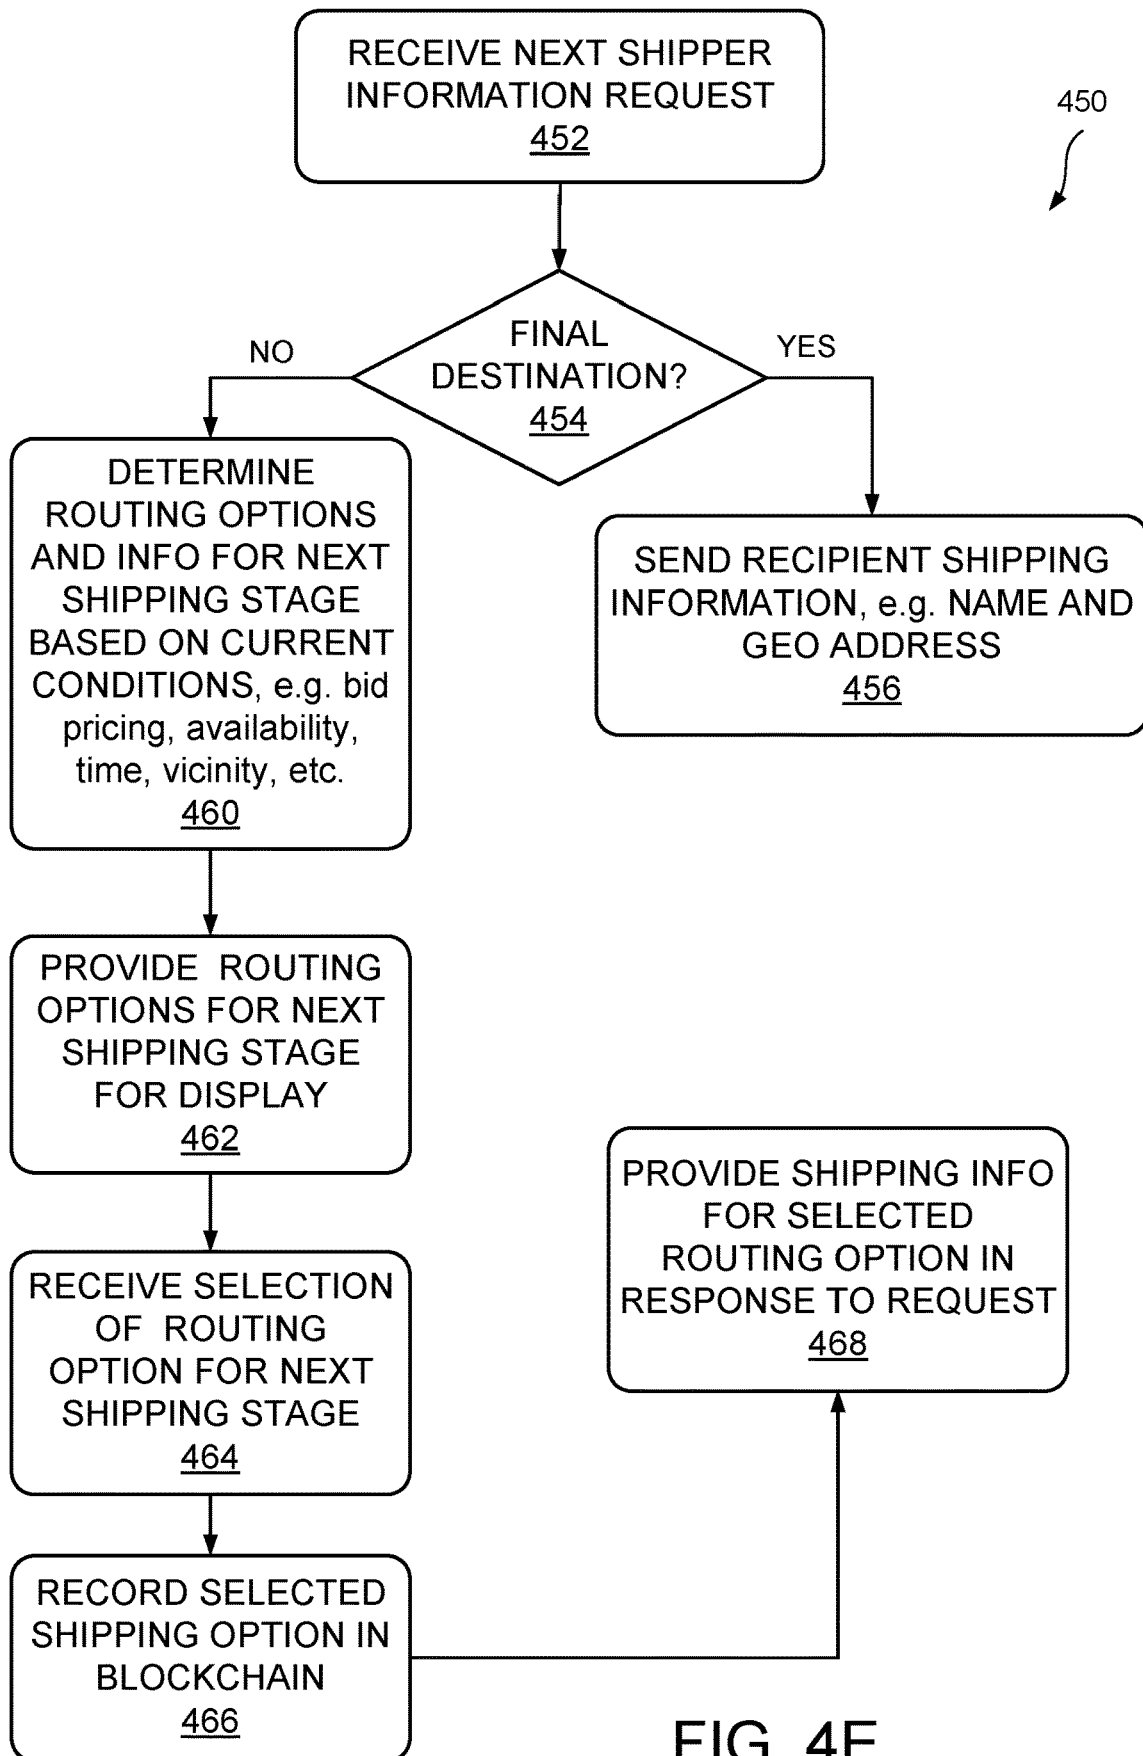 RECEIVE NEXT SHIPPER
INFORMATION REQUEST
452
450
FINAL
DESTINATION?
454
NO
YES
DETERMINE
ROUTING OPTIONS
AND INFO FOR NEXT
SHIPPING STAGE
BASED ON CURRENT
CONDITIONS, e.g. bid
pricing, availability,
time, vicinity, etc.
460
SEND RECIPIENT SHIPPING
INFORMATION, e.g. NAME AND
GEO ADDRESS
456
PROVIDE ROUTING
OPTIONS FOR NEXT
SHIPPING STAGE
FOR DISPLAY
462
RECEIVE SELECTION
OF ROUTING
OPTION FOR NEXT
SHIPPING STAGE
464
RECORD SELECTED
SHIPPING OPTION IN
BLOCKCHAIN
466
PROVIDE SHIPPING INFO
FOR SELECTED
ROUTING OPTION IN
RESPONSE TO REQUEST
468
FIG. 4E